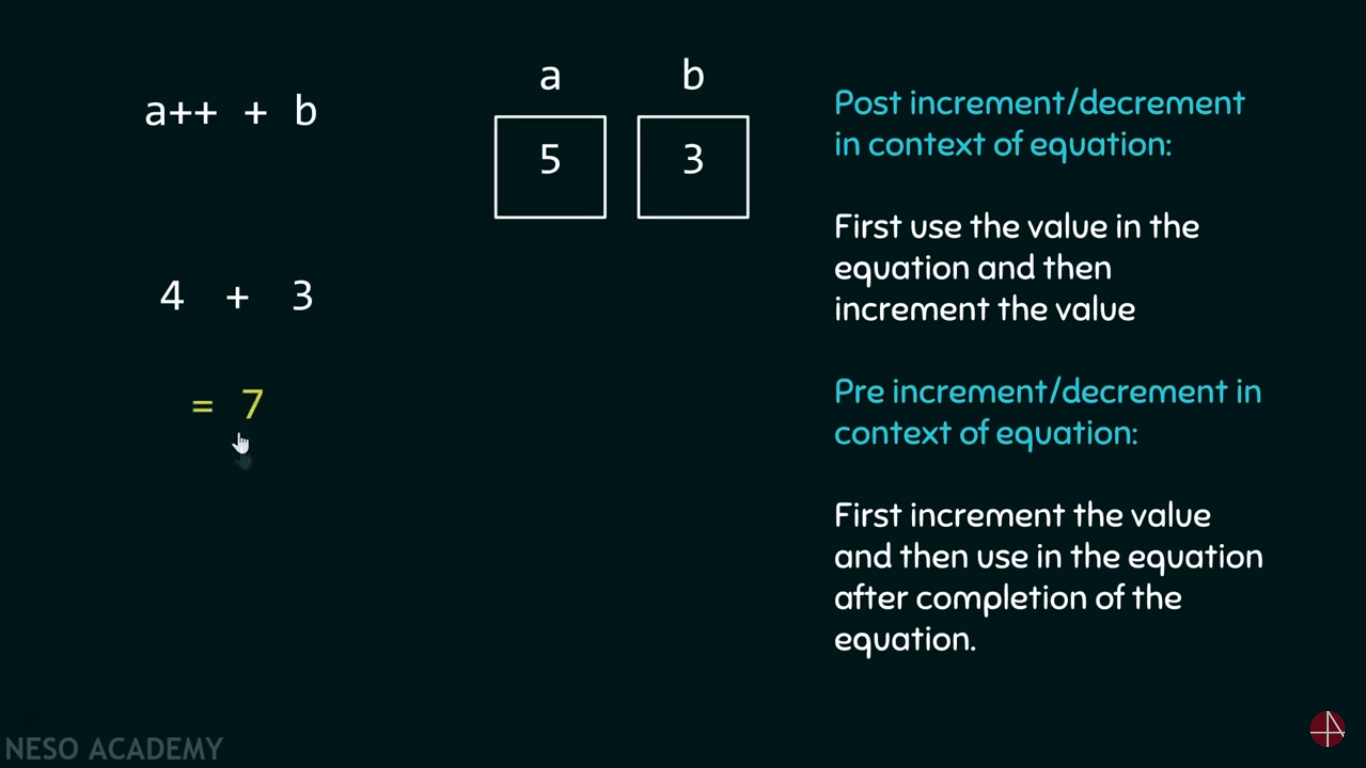 a++ + b
4 + 3
= 7
a b
5 3
Post increment/decrement
in context of equation:
First use the value in the
equation and then
increment the value
Pre increment/decrement in
context of equation:
First increment the value
and then use in the equation
after completion of the
equation.
NESO ACADEMY